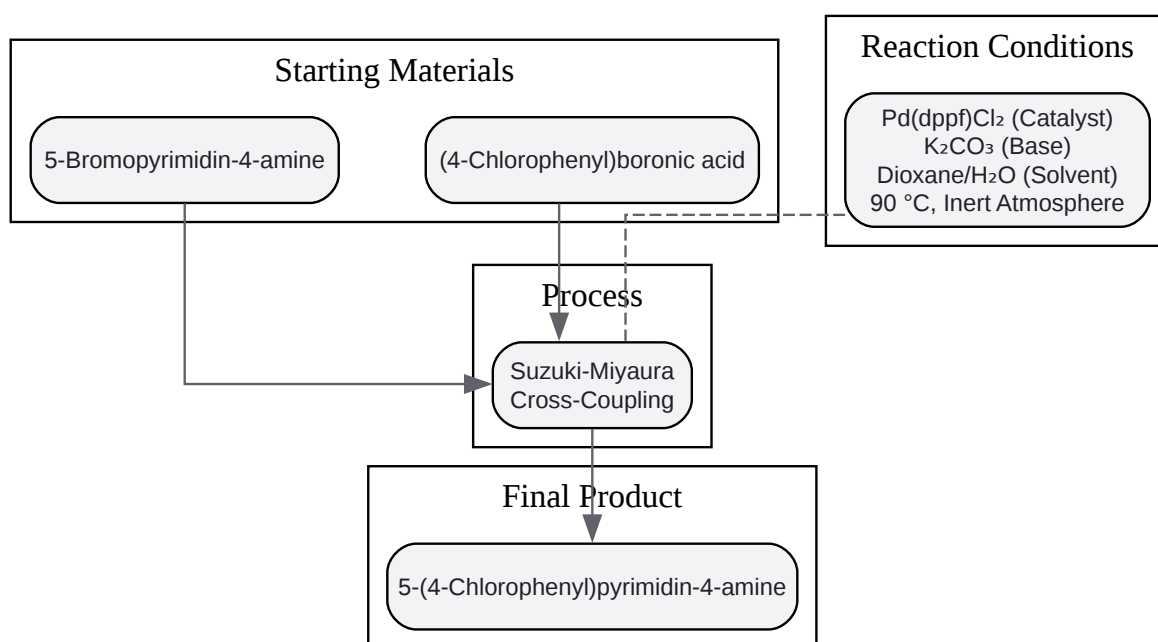 Starting Materials
5-Bromopyrimidin-4-amine
(4-Chlorophenyl)boronic acid
Reaction Conditions
Pd(dppf)Cl₂ (Catalyst)
K₂CO₃ (Base)
Dioxane/H₂O (Solvent)
90 °C, Inert Atmosphere
Process
Suzuki-Miyaura
Cross-Coupling
Final Product
5-(4-Chlorophenyl)pyrimidin-4-amine